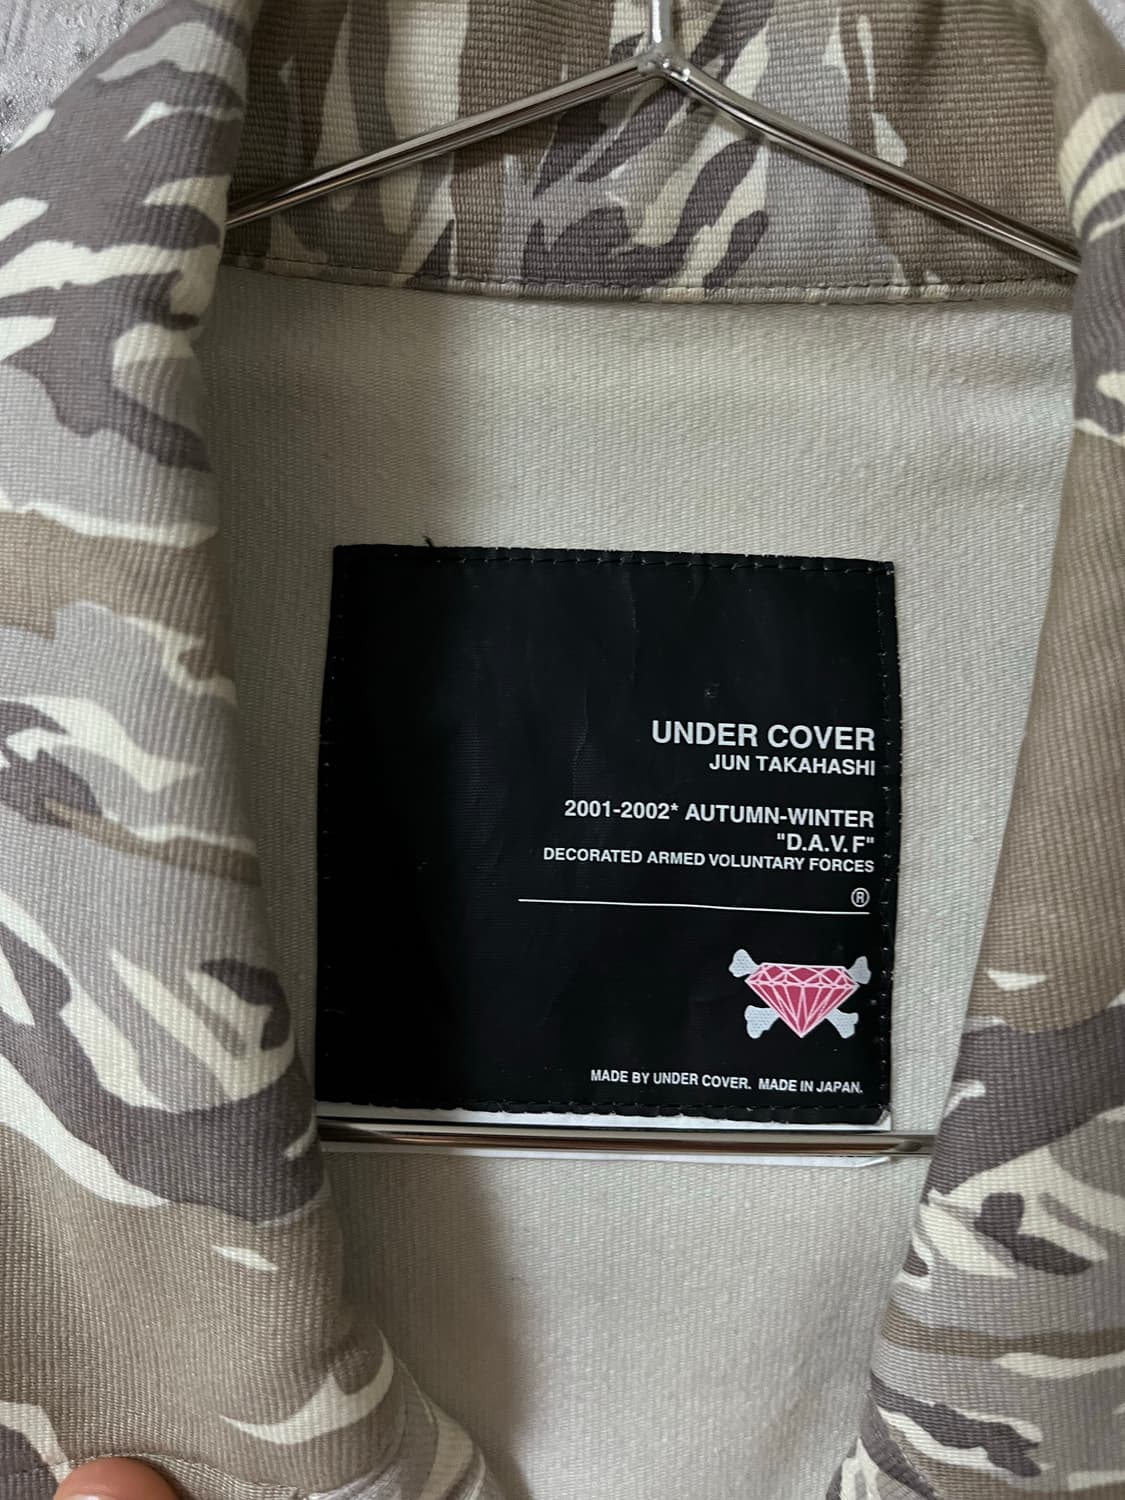 UNDER COVER
JUN TAKAHASHI
2001-2002* AUTUMN-WINTER
"D.A.V.F"
DECORATED ARMED VOLUNTARY FORCES
®
MADE BY UNDER COVER. MADE IN JAPAN.